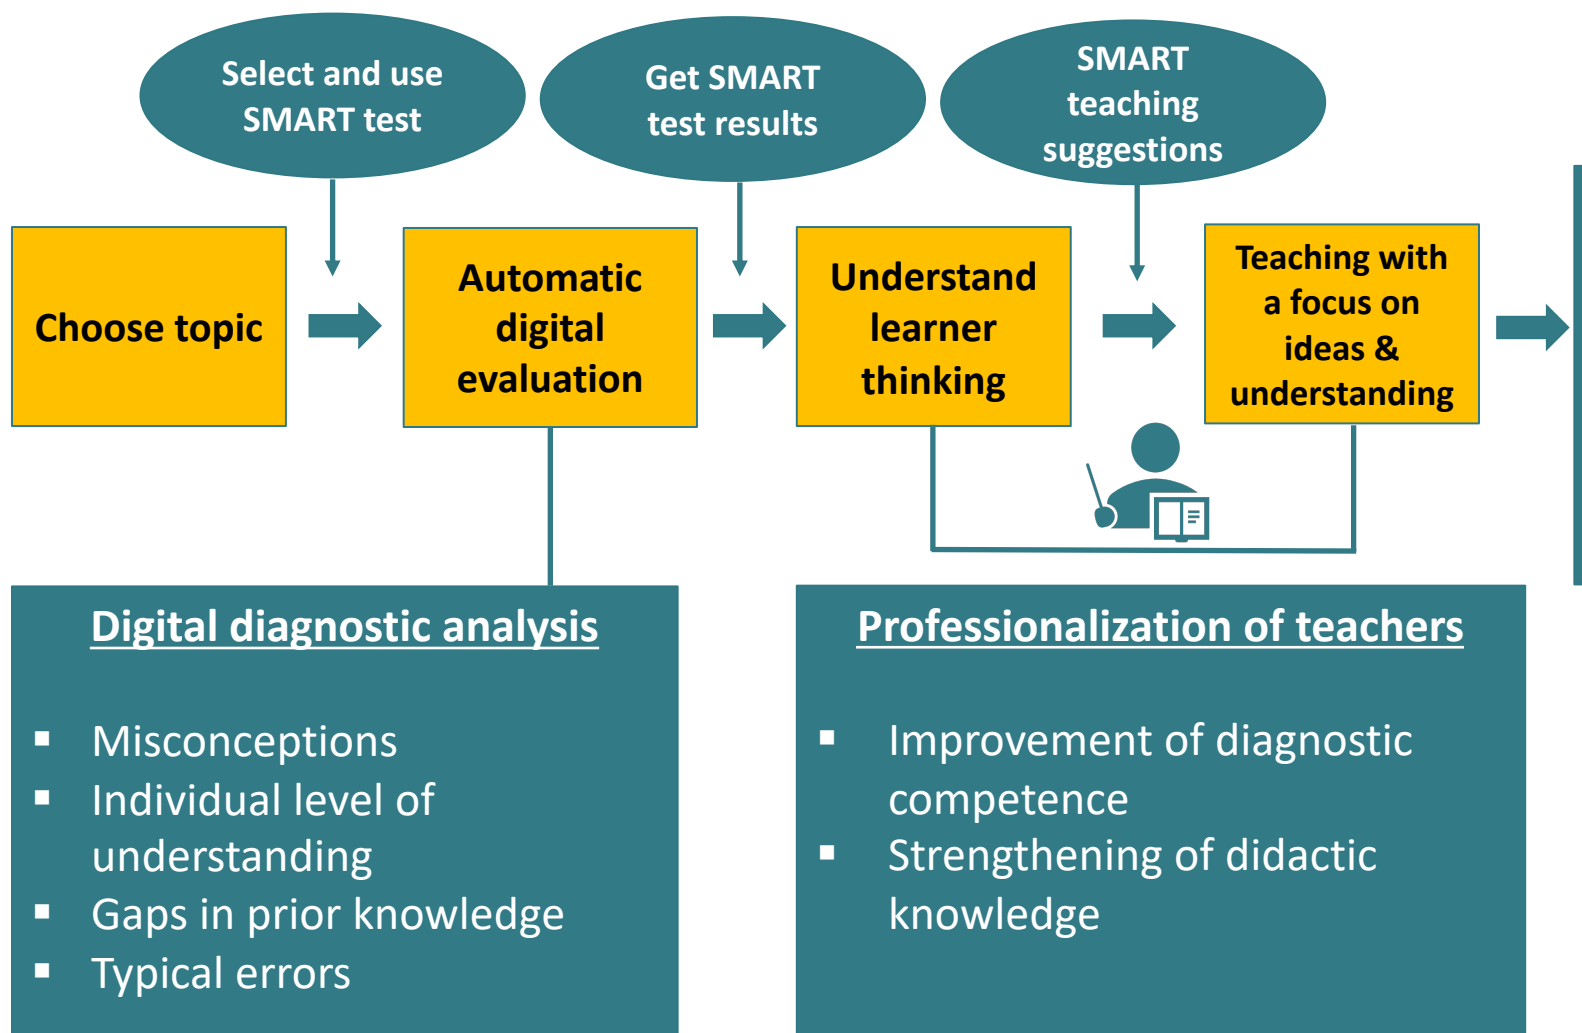 Select and use
SMART test
Get SMART
test results
SMART
teaching
suggestions
Choose topic
Automatic
digital
evaluation
Understand
learner
thinking
Teaching with
a focus on
ideas &
understanding
Digital diagnostic analysis
▪ Misconceptions
▪ Individual level of
understanding
▪ Gaps in prior knowledge
▪ Typical errors
Professionalization of teachers
▪ Improvement of diagnostic
competence
▪ Strengthening of didactic
knowledge